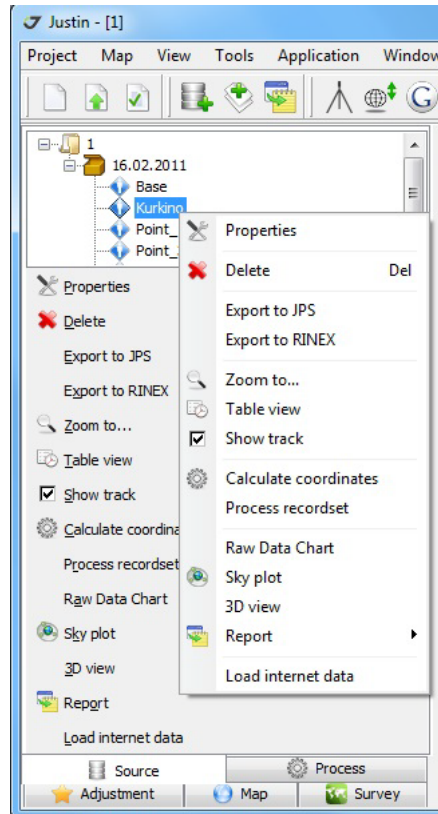 Justin - [1]
Project Map View Tools Application Window
1
16.02.2011
Base
Kurkino
Point_
Point_
Properties
Delete Del
Export to JPS
Export to RINEX
Zoom to...
Table view
Show track
Calculate coordinates
Process recordset
Raw Data Chart
Sky plot
3D view
Report
Load internet data
Properties
Delete
Export to JPS
Export to RINEX
Zoom to...
Table view
Show track
Calculate coordina
Process recordset
Raw Data Chart
Sky plot
3D view
Report
Load internet data
Source Process
Adjustment Map Survey